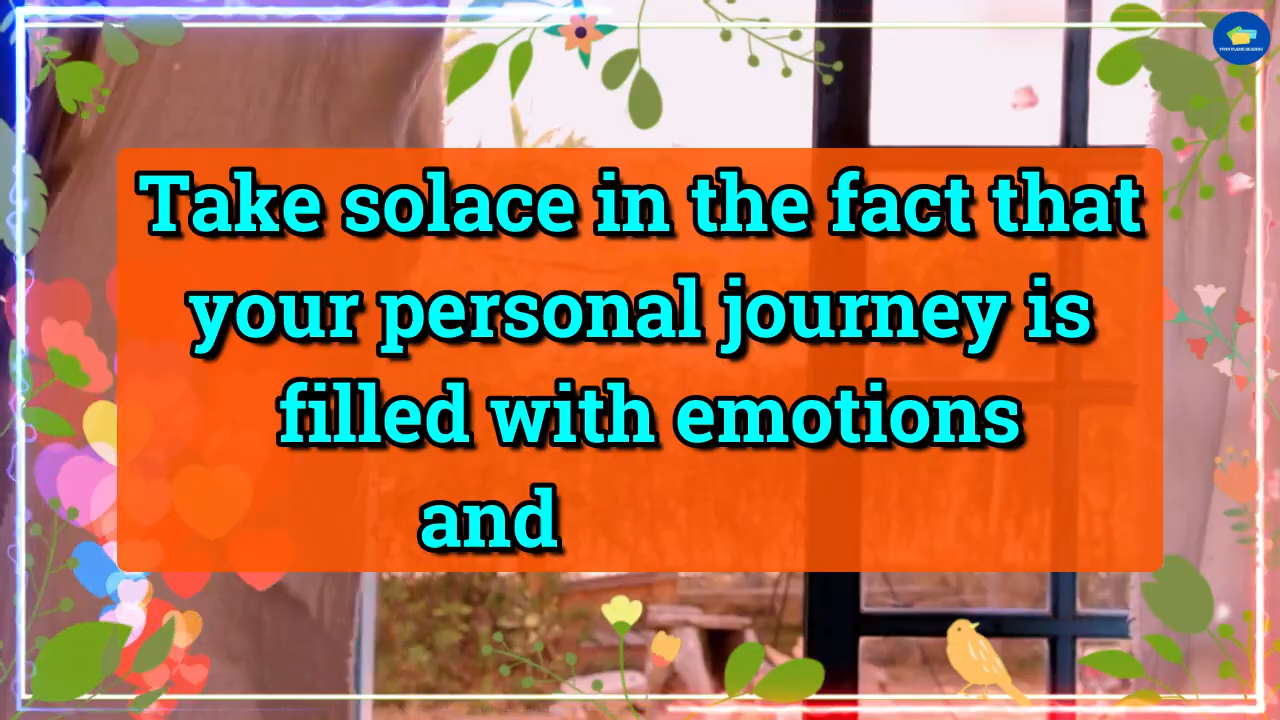 Take solace in the fact that
your personal journey is
filled with emotions
and